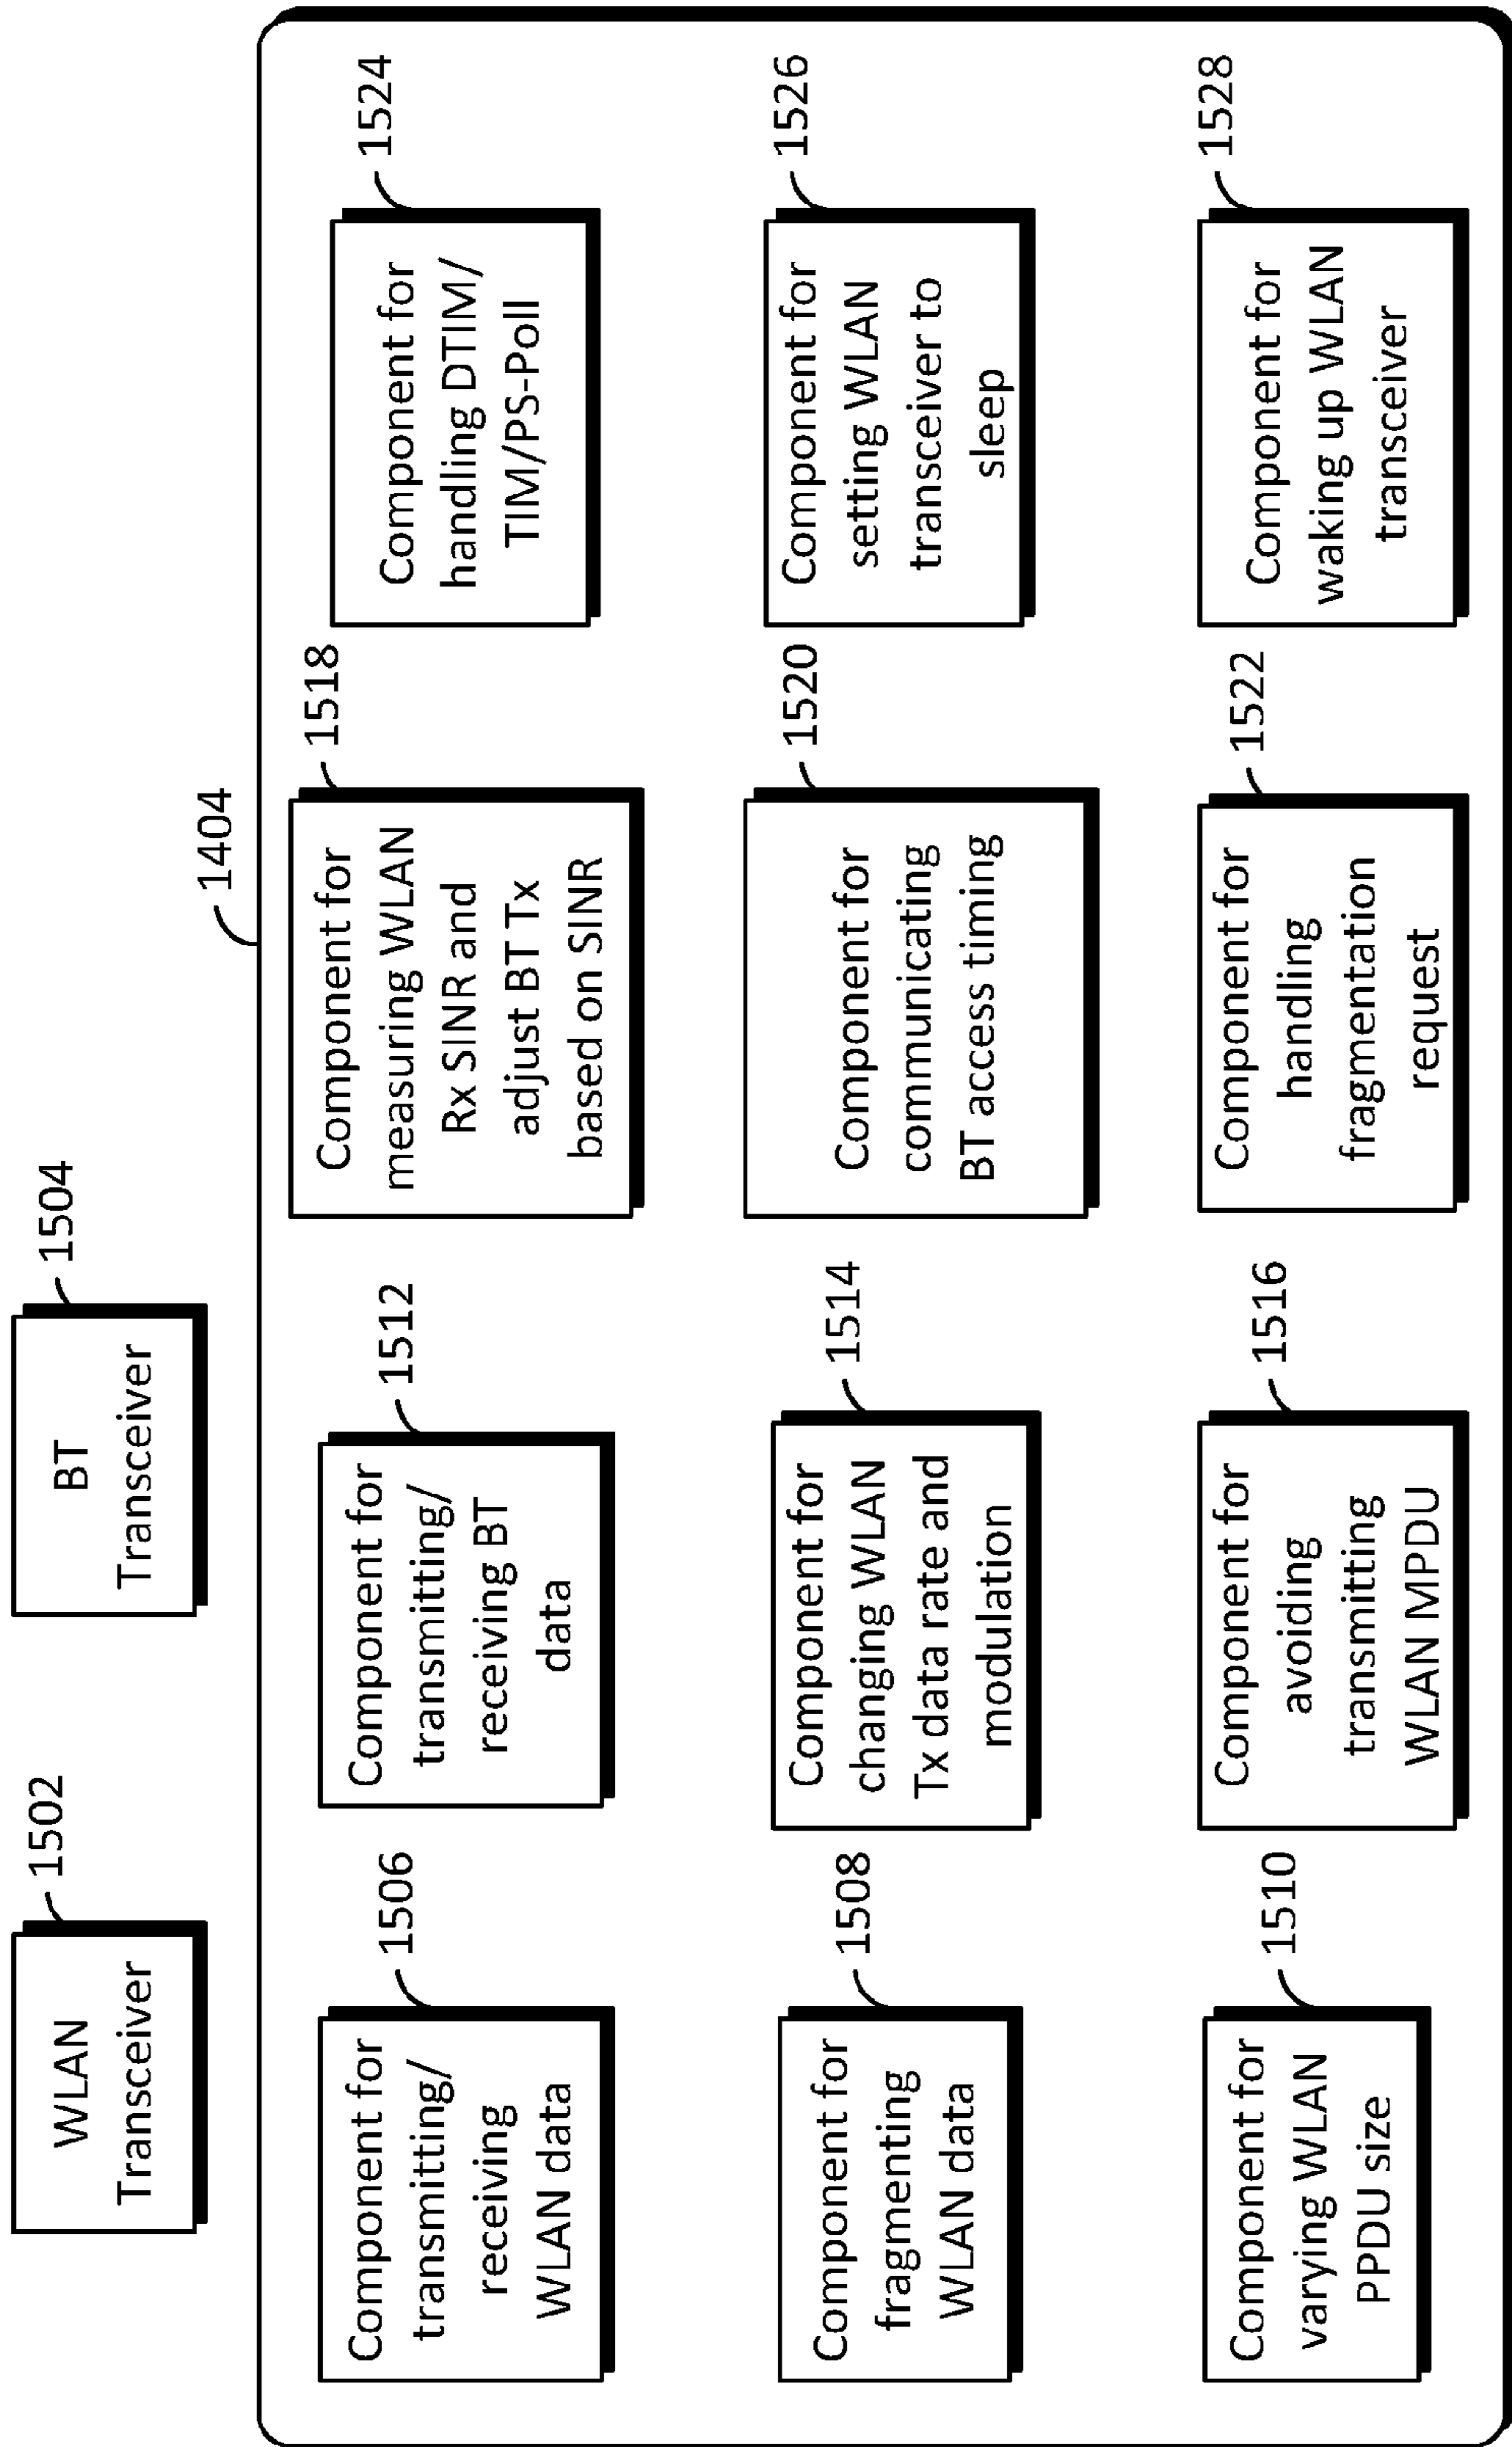 WLAN
Transceiver
1502
BT
Transceiver
1504
1404
Component for
transmitting/
receiving
WLAN data
1506
Component for
transmitting/
receiving BT
data
1512
Component for
measuring WLAN
Rx SINR and
adjust BT Tx
based on SINR
1518
Component for
handling DTIM/
TIM/PS-Poll
1524
Component for
fragmenting
WLAN data
1508
Component for
changing WLAN
Tx data rate and
modulation
1514
Component for
communicating
BT access timing
1520
Component for
setting WLAN
transceiver to
sleep
1526
Component for
varying WLAN
PPDU size
1510
Component for
avoiding
transmitting
WLAN MPDU
1516
Component for
handling
fragmentation
request
1522
Component for
waking up WLAN
transceiver
1528